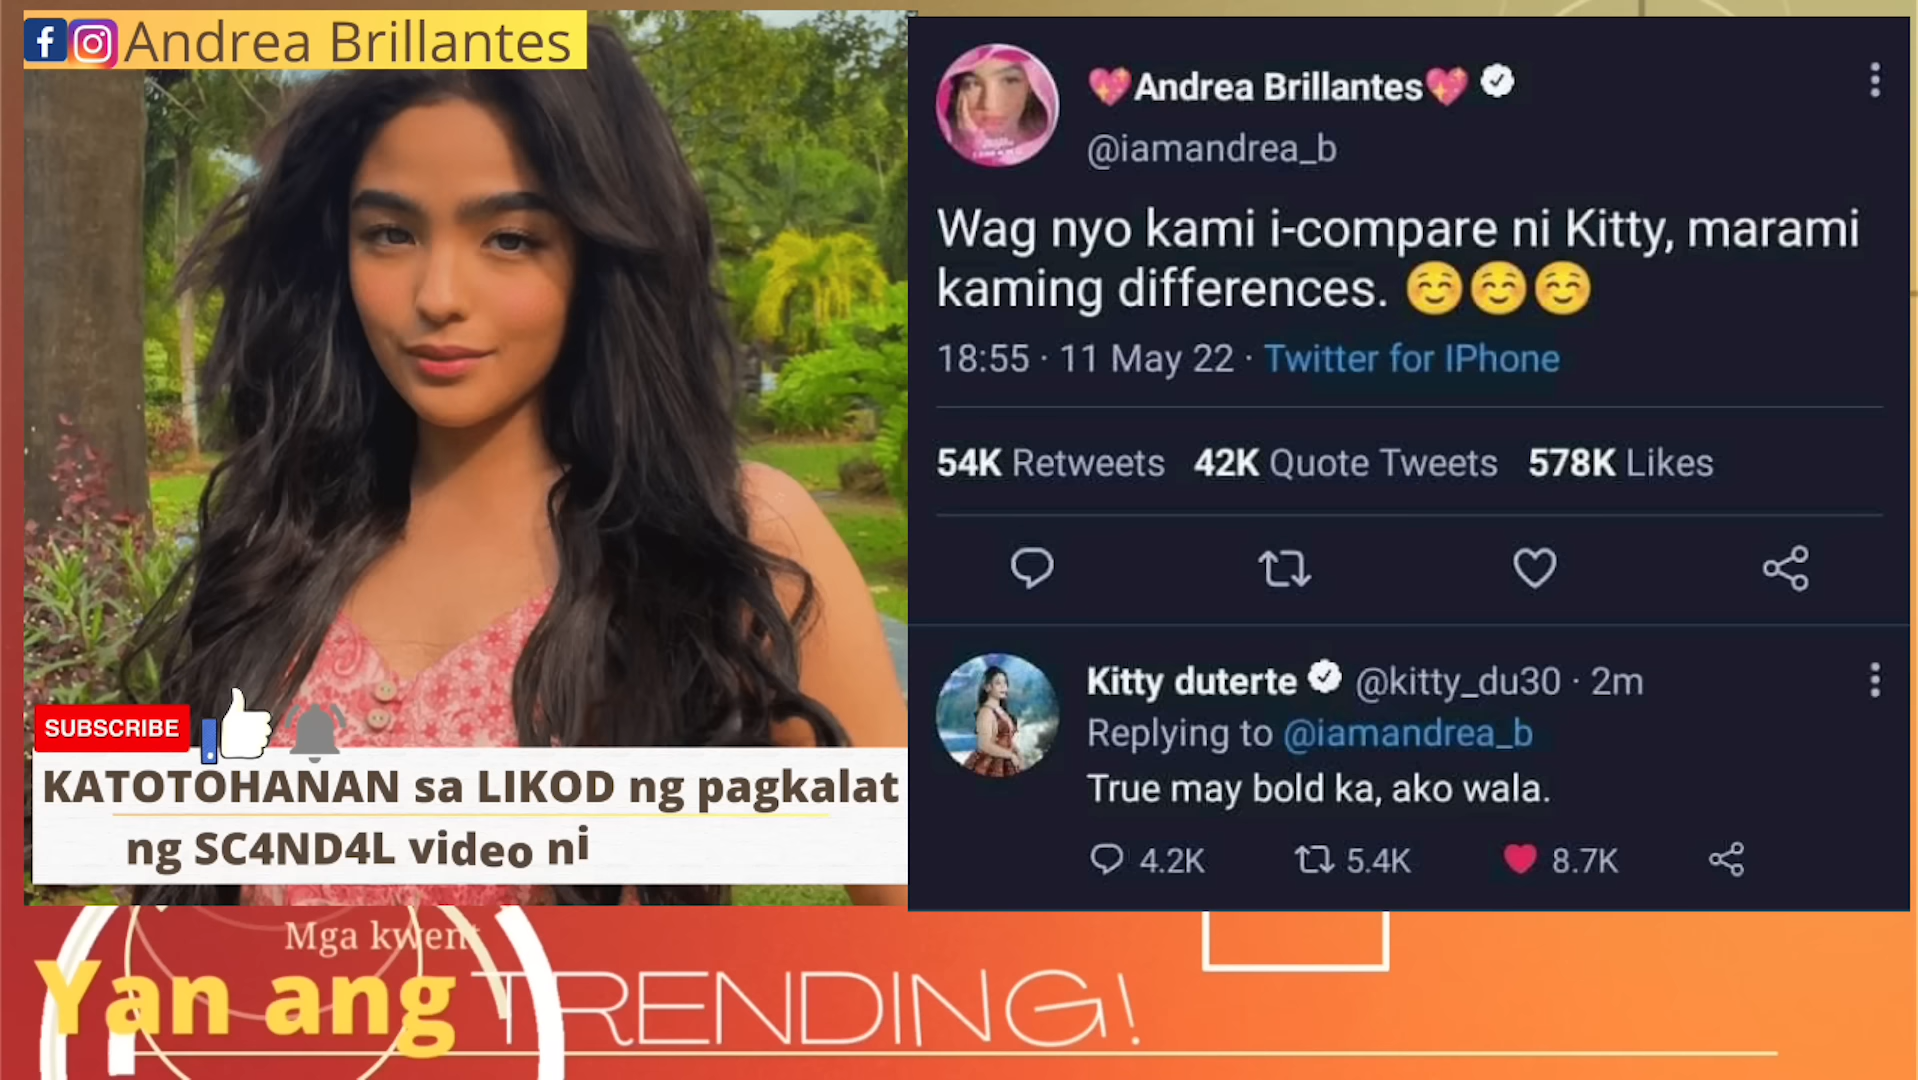 Andrea Brillantes
💖Andrea Brillantes💖
@iamandrea_b
Wag nyo kami i-compare ni Kitty, marami
kaming differences. ☺️☺️☺️
18:55 · 11 May 22 · Twitter for IPhone
54K Retweets 42K Quote Tweets 578K Likes
Kitty duterte @kitty_du30 · 2m
Replying to @iamandrea_b
True may bold ka, ako wala.
4.2K 5.4K 8.7K
SUBSCRIBE
KATOTOHANAN sa LIKOD ng pagkalat
ng SC4ND4L video ni
Mga kwent
Yan ang TRENDING!